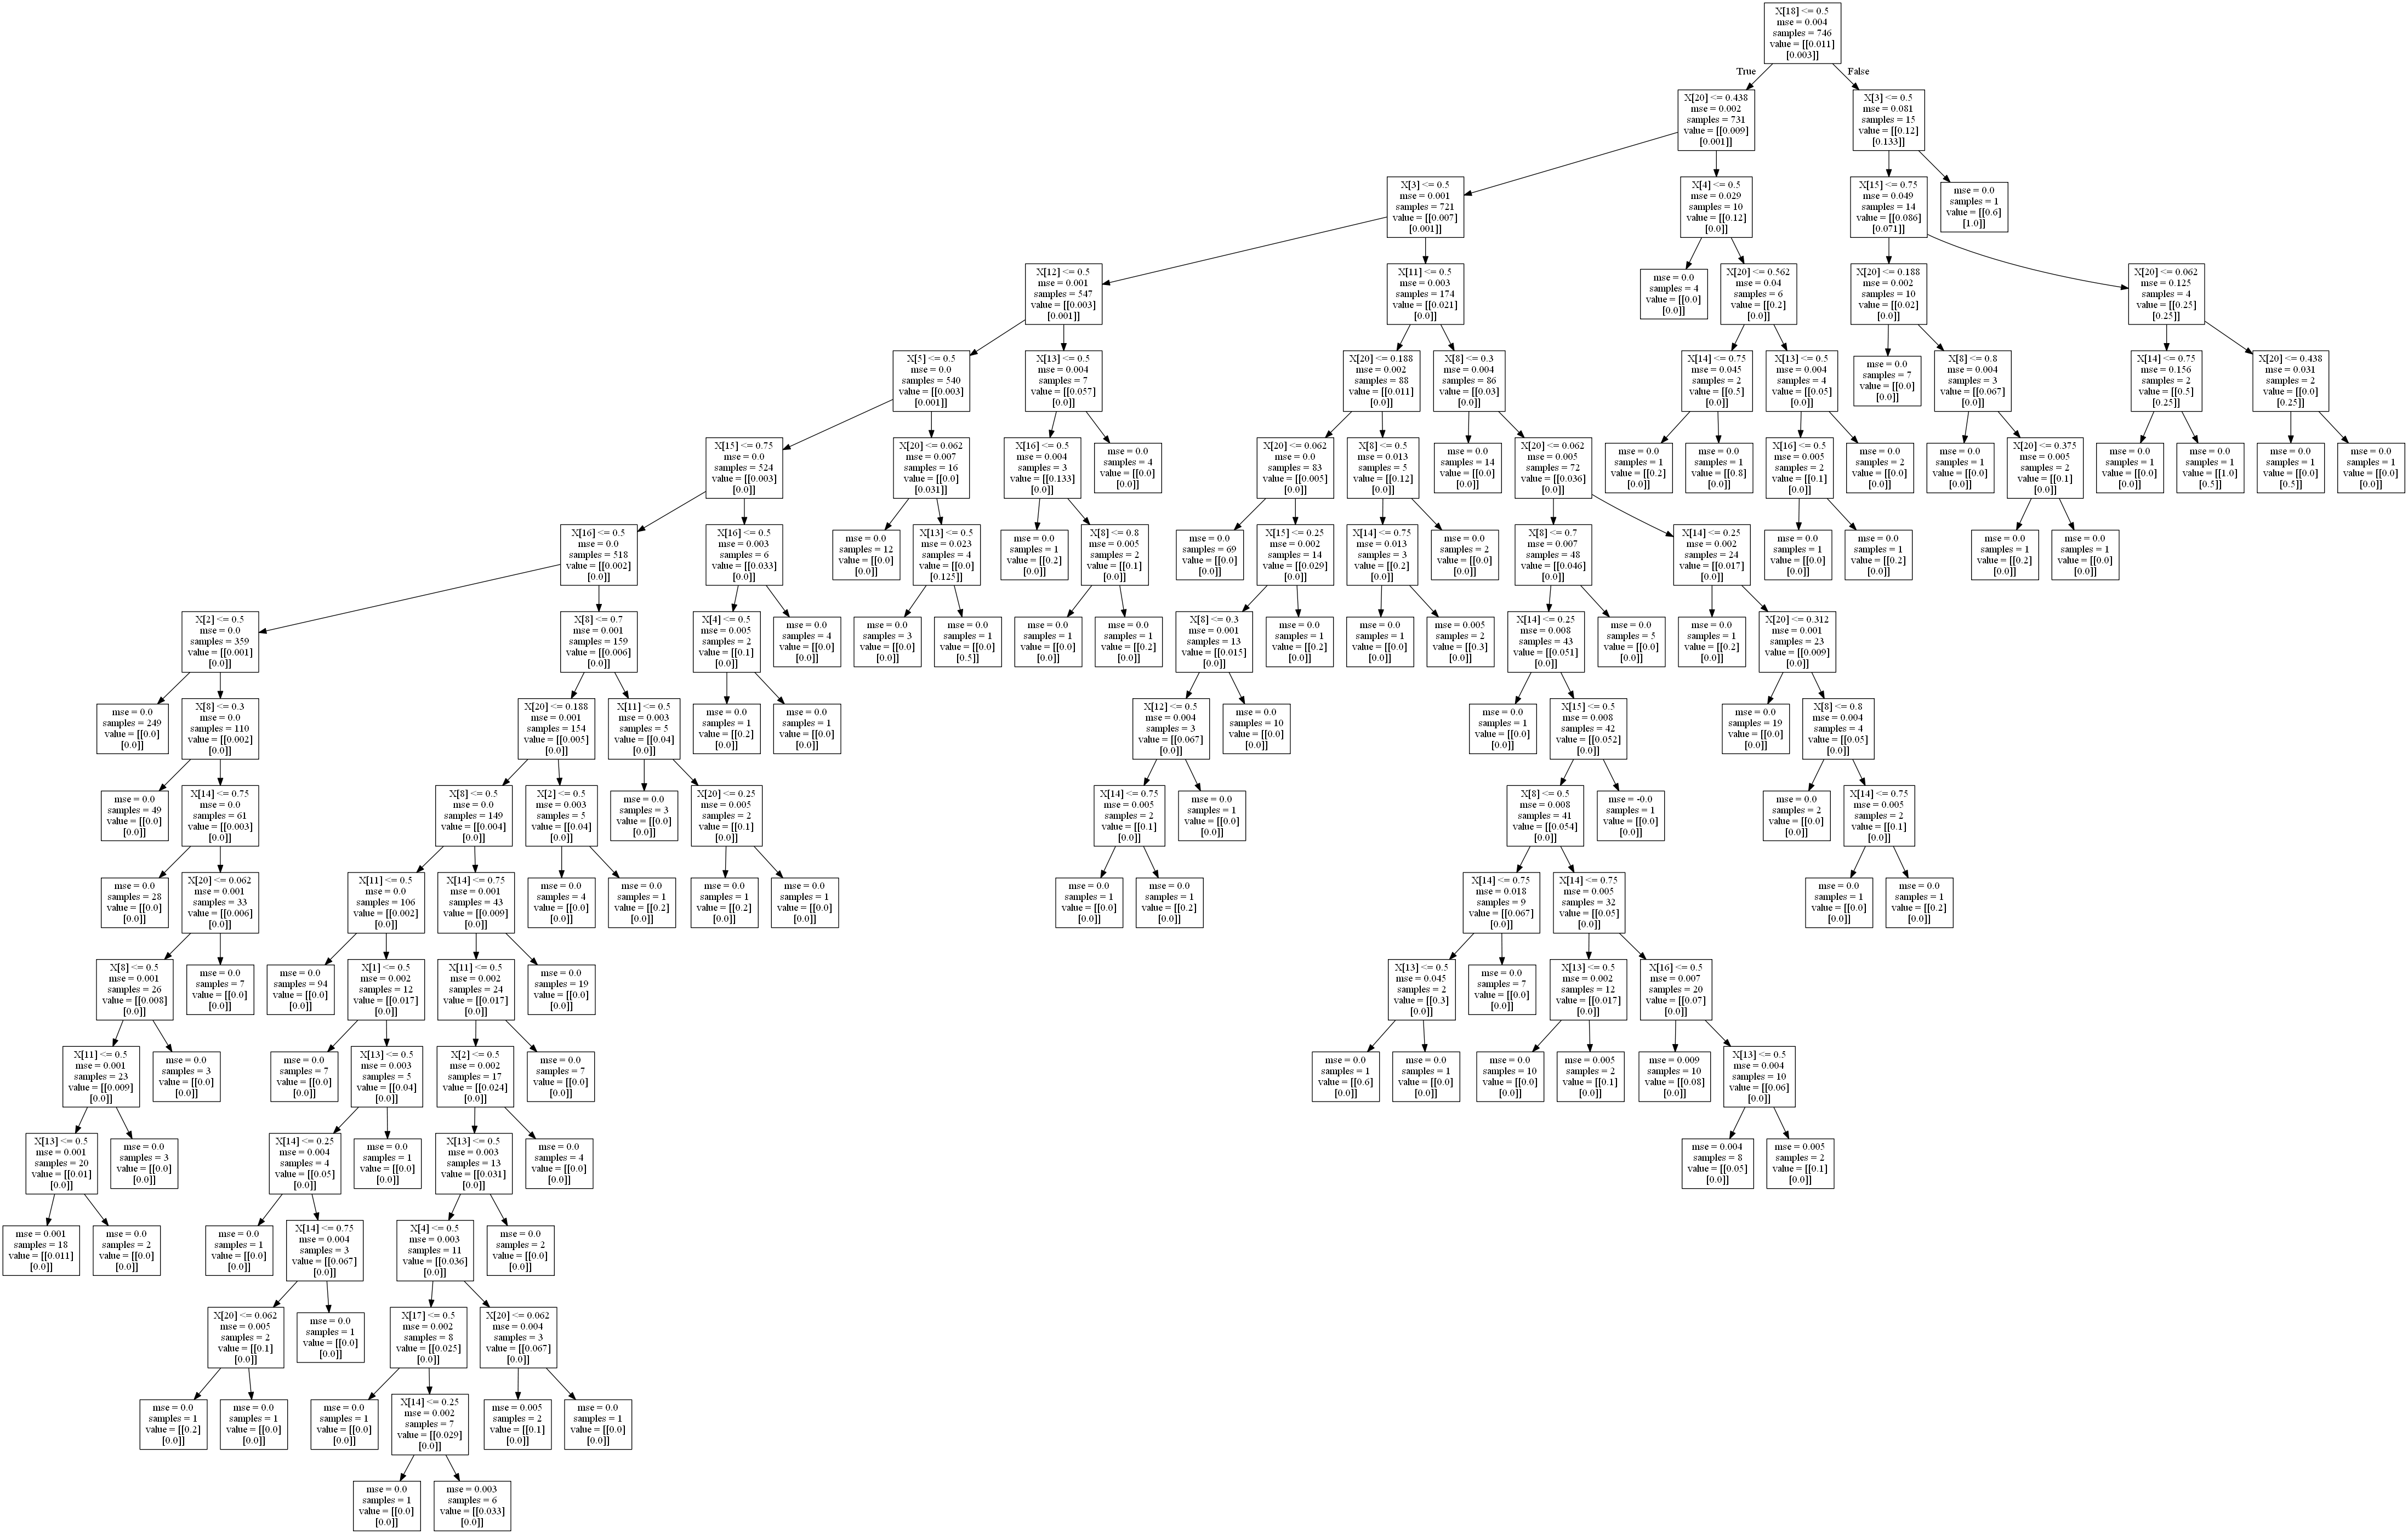 X[18] <= 0.5
mse = 0.004
samples = 746
value = [[0.011]
[0.003]]
True
False
X[20] <= 0.438
mse = 0.002
samples = 731
value = [[0.009]
[0.001]]
X[3] <= 0.5
mse = 0.081
samples = 15
value = [[0.12]
[0.133]]
X[3] <= 0.5
mse = 0.001
samples = 721
value = [[0.007]
[0.001]]
X[4] <= 0.5
mse = 0.029
samples = 10
value = [[0.12]
[0.0]]
X[15] <= 0.75
mse = 0.049
samples = 14
value = [[0.086]
[0.071]]
mse = 0.0
samples = 1
value = [[0.6]
[1.0]]
X[12] <= 0.5
mse = 0.001
samples = 547
value = [[0.003]
[0.001]]
X[11] <= 0.5
mse = 0.003
samples = 174
value = [[0.021]
[0.0]]
mse = 0.0
samples = 4
value = [[0.0]
[0.0]]
X[20] <= 0.562
mse = 0.04
samples = 6
value = [[0.2]
[0.0]]
X[20] <= 0.188
mse = 0.002
samples = 10
value = [[0.02]
[0.0]]
X[20] <= 0.062
mse = 0.125
samples = 4
value = [[0.25]
[0.25]]
X[5] <= 0.5
mse = 0.0
samples = 540
value = [[0.003]
[0.001]]
X[13] <= 0.5
mse = 0.004
samples = 7
value = [[0.057]
[0.0]]
X[20] <= 0.188
mse = 0.002
samples = 88
value = [[0.011]
[0.0]]
X[8] <= 0.3
mse = 0.004
samples = 86
value = [[0.03]
[0.0]]
X[14] <= 0.75
mse = 0.045
samples = 2
value = [[0.5]
[0.0]]
X[13] <= 0.5
mse = 0.004
samples = 4
value = [[0.05]
[0.0]]
mse = 0.0
samples = 7
value = [[0.0]
[0.0]]
X[8] <= 0.8
mse = 0.004
samples = 3
value = [[0.067]
[0.0]]
X[14] <= 0.75
mse = 0.156
samples = 2
value = [[0.5]
[0.25]]
X[20] <= 0.438
mse = 0.031
samples = 2
value = [[0.0]
[0.25]]
X[15] <= 0.75
mse = 0.0
samples = 524
value = [[0.003]
[0.0]]
X[20] <= 0.062
mse = 0.007
samples = 16
value = [[0.0]
[0.031]]
X[16] <= 0.5
mse = 0.004
samples = 3
value = [[0.133]
[0.0]]
mse = 0.0
samples = 4
value = [[0.0]
[0.0]]
X[20] <= 0.062
mse = 0.0
samples = 83
value = [[0.005]
[0.0]]
X[8] <= 0.5
mse = 0.013
samples = 5
value = [[0.12]
[0.0]]
mse = 0.0
samples = 14
value = [[0.0]
[0.0]]
X[20] <= 0.062
mse = 0.005
samples = 72
value = [[0.036]
[0.0]]
mse = 0.0
samples = 1
value = [[0.2]
[0.0]]
mse = 0.0
samples = 1
value = [[0.8]
[0.0]]
X[16] <= 0.5
mse = 0.005
samples = 2
value = [[0.1]
[0.0]]
mse = 0.0
samples = 2
value = [[0.0]
[0.0]]
mse = 0.0
samples = 1
value = [[0.0]
[0.0]]
X[20] <= 0.375
mse = 0.005
samples = 2
value = [[0.1]
[0.0]]
mse = 0.0
samples = 1
value = [[0.0]
[0.0]]
mse = 0.0
samples = 1
value = [[1.0]
[0.5]]
mse = 0.0
samples = 1
value = [[0.0]
[0.5]]
mse = 0.0
samples = 1
value = [[0.0]
[0.0]]
X[16] <= 0.5
mse = 0.0
samples = 518
value = [[0.002]
[0.0]]
X[16] <= 0.5
mse = 0.003
samples = 6
value = [[0.033]
[0.0]]
mse = 0.0
samples = 12
value = [[0.0]
[0.0]]
X[13] <= 0.5
mse = 0.023
samples = 4
value = [[0.0]
[0.125]]
mse = 0.0
samples = 1
value = [[0.2]
[0.0]]
X[8] <= 0.8
mse = 0.005
samples = 2
value = [[0.1]
[0.0]]
mse = 0.0
samples = 69
value = [[0.0]
[0.0]]
X[15] <= 0.25
mse = 0.002
samples = 14
value = [[0.029]
[0.0]]
X[14] <= 0.75
mse = 0.013
samples = 3
value = [[0.2]
[0.0]]
mse = 0.0
samples = 2
value = [[0.0]
[0.0]]
X[8] <= 0.7
mse = 0.007
samples = 48
value = [[0.046]
[0.0]]
X[14] <= 0.25
mse = 0.002
samples = 24
value = [[0.017]
[0.0]]
mse = 0.0
samples = 1
value = [[0.0]
[0.0]]
mse = 0.0
samples = 1
value = [[0.2]
[0.0]]
mse = 0.0
samples = 1
value = [[0.2]
[0.0]]
mse = 0.0
samples = 1
value = [[0.0]
[0.0]]
X[2] <= 0.5
mse = 0.0
samples = 359
value = [[0.001]
[0.0]]
X[8] <= 0.7
mse = 0.001
samples = 159
value = [[0.006]
[0.0]]
X[4] <= 0.5
mse = 0.005
samples = 2
value = [[0.1]
[0.0]]
mse = 0.0
samples = 4
value = [[0.0]
[0.0]]
mse = 0.0
samples = 3
value = [[0.0]
[0.0]]
mse = 0.0
samples = 1
value = [[0.0]
[0.5]]
mse = 0.0
samples = 1
value = [[0.0]
[0.0]]
mse = 0.0
samples = 1
value = [[0.2]
[0.0]]
X[8] <= 0.3
mse = 0.001
samples = 13
value = [[0.015]
[0.0]]
mse = 0.0
samples = 1
value = [[0.2]
[0.0]]
mse = 0.0
samples = 1
value = [[0.0]
[0.0]]
mse = 0.005
samples = 2
value = [[0.3]
[0.0]]
X[14] <= 0.25
mse = 0.008
samples = 43
value = [[0.051]
[0.0]]
mse = 0.0
samples = 5
value = [[0.0]
[0.0]]
mse = 0.0
samples = 1
value = [[0.2]
[0.0]]
X[20] <= 0.312
mse = 0.001
samples = 23
value = [[0.009]
[0.0]]
mse = 0.0
samples = 249
value = [[0.0]
[0.0]]
X[8] <= 0.3
mse = 0.0
samples = 110
value = [[0.002]
[0.0]]
X[20] <= 0.188
mse = 0.001
samples = 154
value = [[0.005]
[0.0]]
X[11] <= 0.5
mse = 0.003
samples = 5
value = [[0.04]
[0.0]]
mse = 0.0
samples = 1
value = [[0.2]
[0.0]]
mse = 0.0
samples = 1
value = [[0.0]
[0.0]]
X[12] <= 0.5
mse = 0.004
samples = 3
value = [[0.067]
[0.0]]
mse = 0.0
samples = 10
value = [[0.0]
[0.0]]
mse = 0.0
samples = 1
value = [[0.0]
[0.0]]
X[15] <= 0.5
mse = 0.008
samples = 42
value = [[0.052]
[0.0]]
mse = 0.0
samples = 19
value = [[0.0]
[0.0]]
X[8] <= 0.8
mse = 0.004
samples = 4
value = [[0.05]
[0.0]]
mse = 0.0
samples = 49
value = [[0.0]
[0.0]]
X[14] <= 0.75
mse = 0.0
samples = 61
value = [[0.003]
[0.0]]
X[8] <= 0.5
mse = 0.0
samples = 149
value = [[0.004]
[0.0]]
X[2] <= 0.5
mse = 0.003
samples = 5
value = [[0.04]
[0.0]]
mse = 0.0
samples = 3
value = [[0.0]
[0.0]]
X[20] <= 0.25
mse = 0.005
samples = 2
value = [[0.1]
[0.0]]
X[14] <= 0.75
mse = 0.005
samples = 2
value = [[0.1]
[0.0]]
mse = 0.0
samples = 1
value = [[0.0]
[0.0]]
X[8] <= 0.5
mse = 0.008
samples = 41
value = [[0.054]
[0.0]]
mse = -0.0
samples = 1
value = [[0.0]
[0.0]]
mse = 0.0
samples = 2
value = [[0.0]
[0.0]]
X[14] <= 0.75
mse = 0.005
samples = 2
value = [[0.1]
[0.0]]
mse = 0.0
samples = 28
value = [[0.0]
[0.0]]
X[20] <= 0.062
mse = 0.001
samples = 33
value = [[0.006]
[0.0]]
X[11] <= 0.5
mse = 0.0
samples = 106
value = [[0.002]
[0.0]]
X[14] <= 0.75
mse = 0.001
samples = 43
value = [[0.009]
[0.0]]
mse = 0.0
samples = 4
value = [[0.0]
[0.0]]
mse = 0.0
samples = 1
value = [[0.2]
[0.0]]
mse = 0.0
samples = 1
value = [[0.2]
[0.0]]
mse = 0.0
samples = 1
value = [[0.0]
[0.0]]
mse = 0.0
samples = 1
value = [[0.0]
[0.0]]
mse = 0.0
samples = 1
value = [[0.2]
[0.0]]
X[14] <= 0.75
mse = 0.018
samples = 9
value = [[0.067]
[0.0]]
X[14] <= 0.75
mse = 0.005
samples = 32
value = [[0.05]
[0.0]]
mse = 0.0
samples = 1
value = [[0.0]
[0.0]]
mse = 0.0
samples = 1
value = [[0.2]
[0.0]]
X[8] <= 0.5
mse = 0.001
samples = 26
value = [[0.008]
[0.0]]
mse = 0.0
samples = 7
value = [[0.0]
[0.0]]
mse = 0.0
samples = 94
value = [[0.0]
[0.0]]
X[1] <= 0.5
mse = 0.002
samples = 12
value = [[0.017]
[0.0]]
X[11] <= 0.5
mse = 0.002
samples = 24
value = [[0.017]
[0.0]]
mse = 0.0
samples = 19
value = [[0.0]
[0.0]]
X[13] <= 0.5
mse = 0.045
samples = 2
value = [[0.3]
[0.0]]
mse = 0.0
samples = 7
value = [[0.0]
[0.0]]
X[13] <= 0.5
mse = 0.002
samples = 12
value = [[0.017]
[0.0]]
X[16] <= 0.5
mse = 0.007
samples = 20
value = [[0.07]
[0.0]]
X[11] <= 0.5
mse = 0.001
samples = 23
value = [[0.009]
[0.0]]
mse = 0.0
samples = 3
value = [[0.0]
[0.0]]
mse = 0.0
samples = 7
value = [[0.0]
[0.0]]
X[13] <= 0.5
mse = 0.003
samples = 5
value = [[0.04]
[0.0]]
X[2] <= 0.5
mse = 0.002
samples = 17
value = [[0.024]
[0.0]]
mse = 0.0
samples = 7
value = [[0.0]
[0.0]]
mse = 0.0
samples = 1
value = [[0.6]
[0.0]]
mse = 0.0
samples = 1
value = [[0.0]
[0.0]]
mse = 0.0
samples = 10
value = [[0.0]
[0.0]]
mse = 0.005
samples = 2
value = [[0.1]
[0.0]]
mse = 0.009
samples = 10
value = [[0.08]
[0.0]]
X[13] <= 0.5
mse = 0.004
samples = 10
value = [[0.06]
[0.0]]
X[13] <= 0.5
mse = 0.001
samples = 20
value = [[0.01]
[0.0]]
mse = 0.0
samples = 3
value = [[0.0]
[0.0]]
X[14] <= 0.25
mse = 0.004
samples = 4
value = [[0.05]
[0.0]]
mse = 0.0
samples = 1
value = [[0.0]
[0.0]]
X[13] <= 0.5
mse = 0.003
samples = 13
value = [[0.031]
[0.0]]
mse = 0.0
samples = 4
value = [[0.0]
[0.0]]
mse = 0.004
samples = 8
value = [[0.05]
[0.0]]
mse = 0.005
samples = 2
value = [[0.1]
[0.0]]
mse = 0.001
samples = 18
value = [[0.011]
[0.0]]
mse = 0.0
samples = 2
value = [[0.0]
[0.0]]
mse = 0.0
samples = 1
value = [[0.0]
[0.0]]
X[14] <= 0.75
mse = 0.004
samples = 3
value = [[0.067]
[0.0]]
X[4] <= 0.5
mse = 0.003
samples = 11
value = [[0.036]
[0.0]]
mse = 0.0
samples = 2
value = [[0.0]
[0.0]]
X[20] <= 0.062
mse = 0.005
samples = 2
value = [[0.1]
[0.0]]
mse = 0.0
samples = 1
value = [[0.0]
[0.0]]
X[17] <= 0.5
mse = 0.002
samples = 8
value = [[0.025]
[0.0]]
X[20] <= 0.062
mse = 0.004
samples = 3
value = [[0.067]
[0.0]]
mse = 0.0
samples = 1
value = [[0.2]
[0.0]]
mse = 0.0
samples = 1
value = [[0.0]
[0.0]]
mse = 0.0
samples = 1
value = [[0.0]
[0.0]]
X[14] <= 0.25
mse = 0.002
samples = 7
value = [[0.029]
[0.0]]
mse = 0.005
samples = 2
value = [[0.1]
[0.0]]
mse = 0.0
samples = 1
value = [[0.0]
[0.0]]
mse = 0.0
samples = 1
value = [[0.0]
[0.0]]
mse = 0.003
samples = 6
value = [[0.033]
[0.0]]